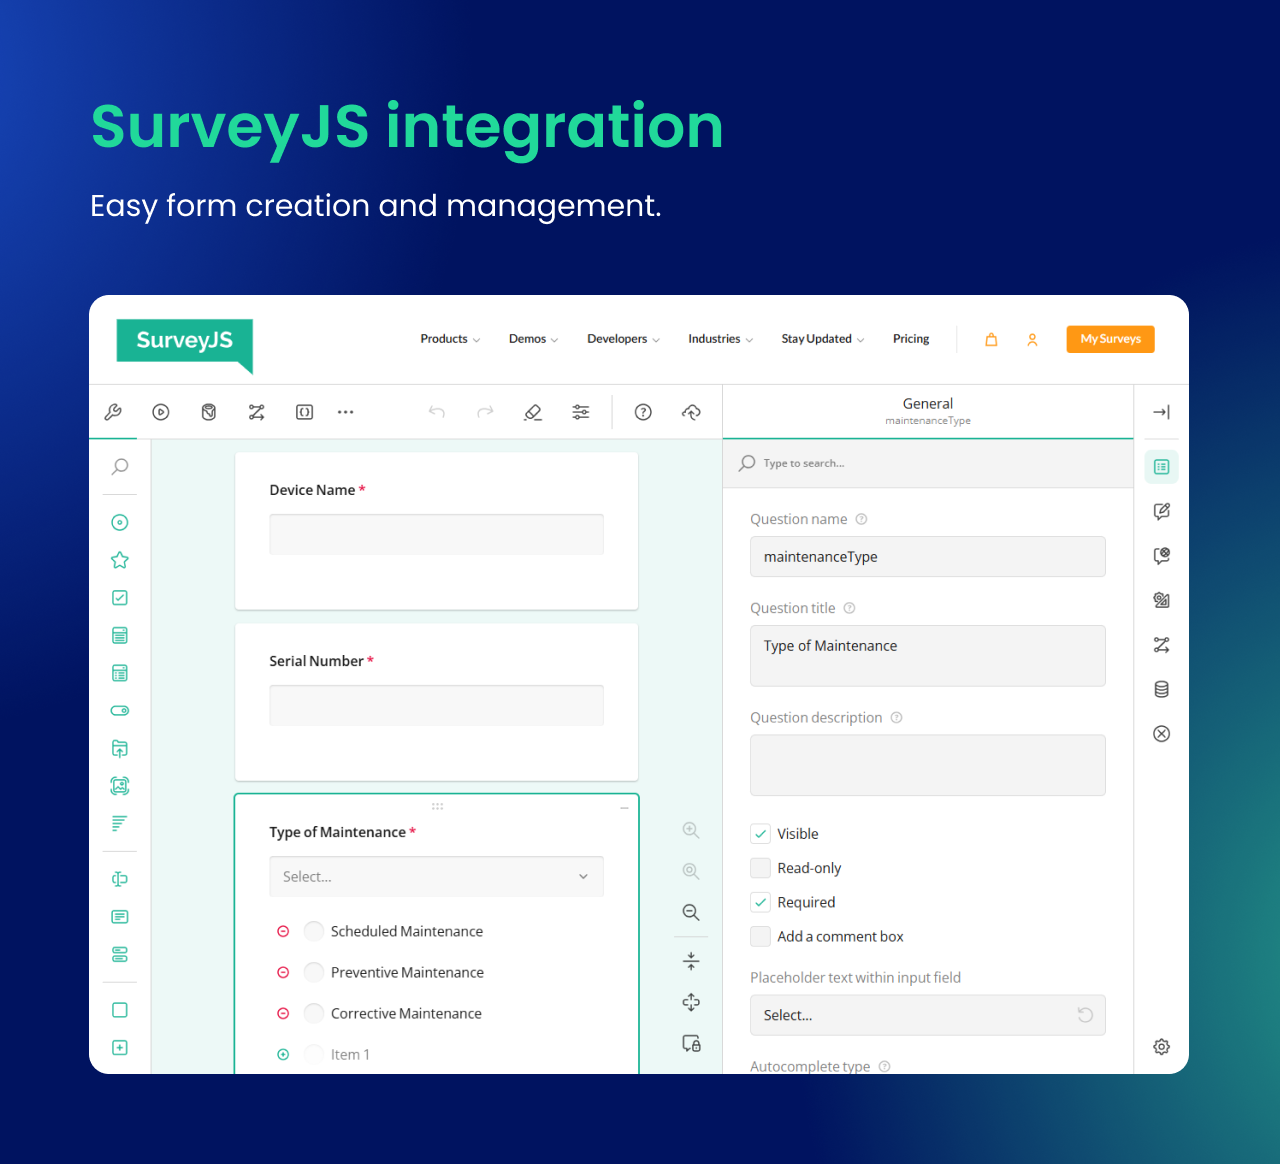 SurveyJS integration
Easy form creation and management.
SurveyJS
Products
Demos
Developers
Industries
Stay Updated
Pricing
My Surveys
General
maintenanceType
Type to search...
Device Name *
Serial Number *
Type of Maintenance *
Select...
Scheduled Maintenance
Preventive Maintenance
Corrective Maintenance
Item 1
Question name
maintenanceType
Question title
Type of Maintenance
Question description
Visible
Read-only
Required
Add a comment box
Placeholder text within input field
Select...
Autocomplete type